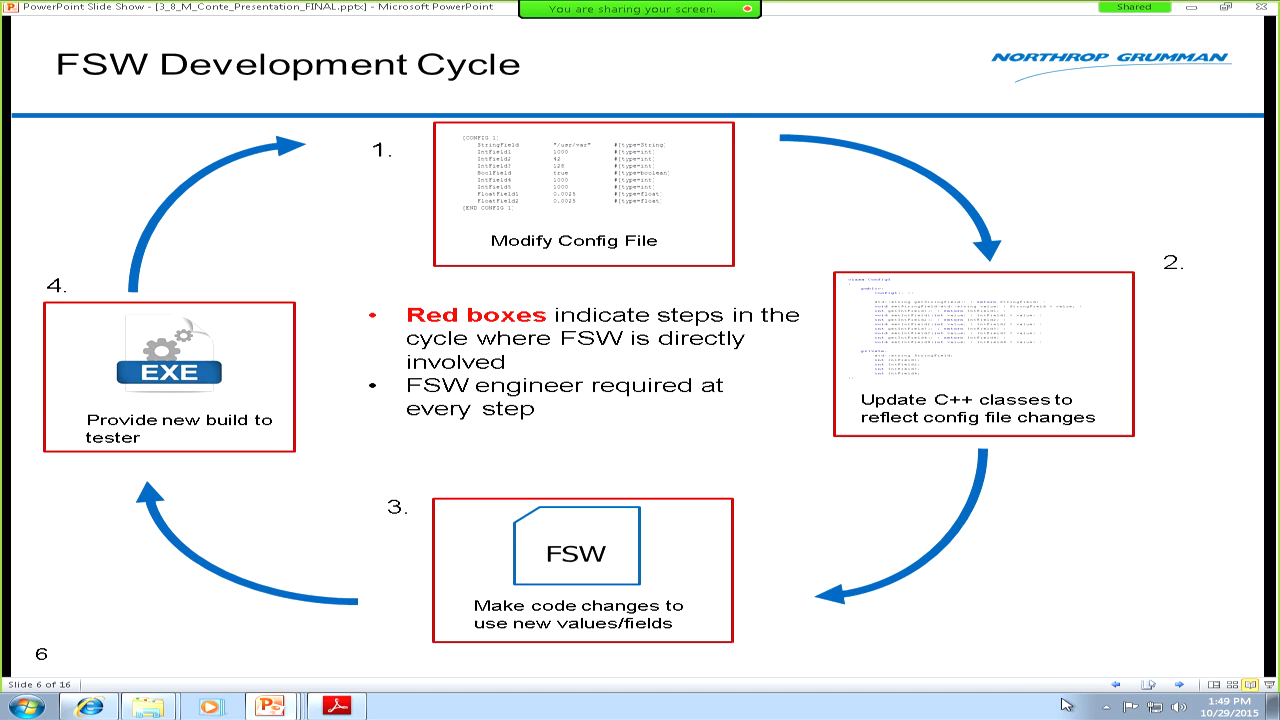 PowerPoint Slide Show - [3_8_M_Conte_Presentation_FINAL.pptx] - Microsoft PowerPoint
You are sharing your screen.
Shared
FSW Development Cycle
NORTHROP GRUMMAN
1.
[CONFIG 1]
StringField "/usr/var" #[type=String]
IntField1 1000 #[type=int]
IntField2 42 #[type=int]
IntField3 128 #[type=int]
BoolField true #[type=boolean]
IntField4 1000 #[type=int]
IntField5 1000 #[type=int]
FloatField1 0.0025 #[type=float]
FloatField2 0.0025 #[type=float]
[END CONFIG 1]
Modify Config File
2.
public:
private:
Update C++ classes to
reflect config file changes
4.
EXE
Provide new build to
tester
• Red boxes indicate steps in the
cycle where FSW is directly
involved
• FSW engineer required at
every step
3.
FSW
Make code changes to
use new values/fields
6
Slide 6 of 16
1:49 PM
10/29/2015